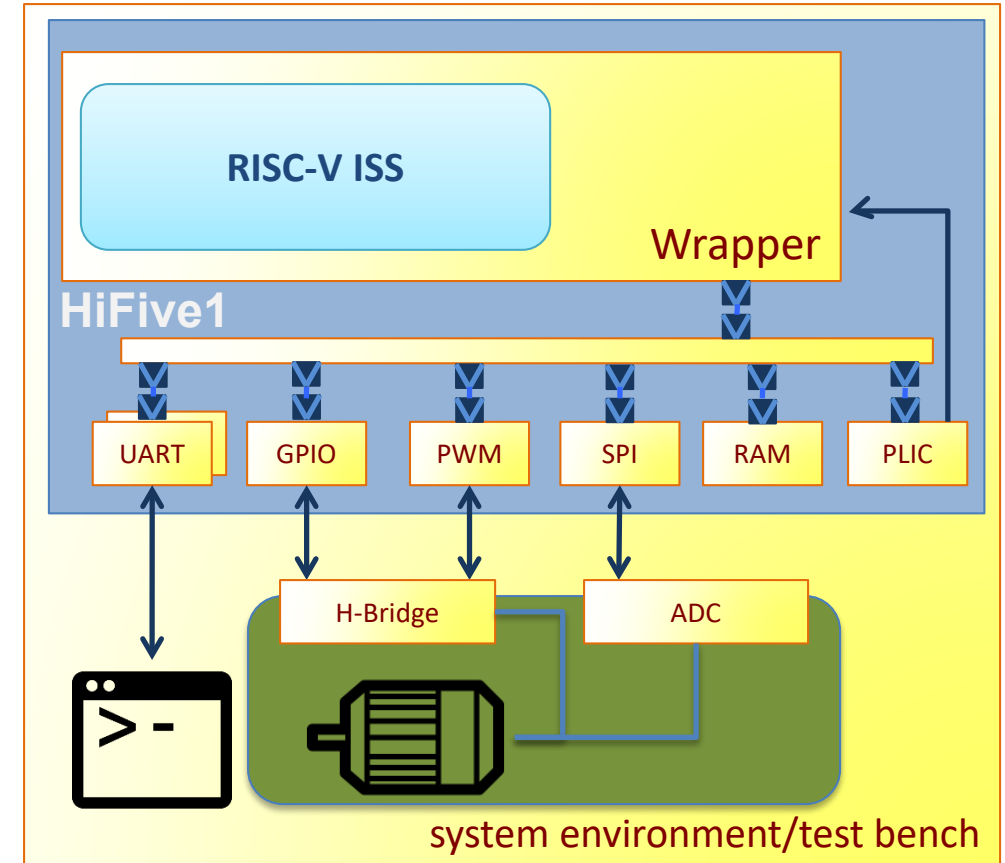 RISC-V ISS
Wrapper
HiFive1
UART
GPIO
PWM
SPI
RAM
PLIC
H-Bridge
ADC
>-
system environment/test bench